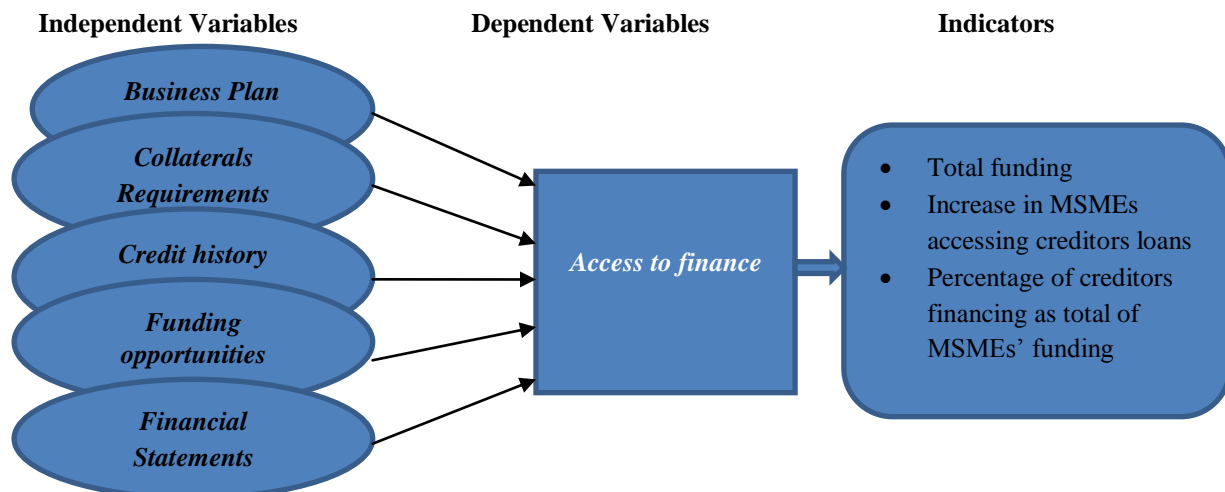 Independent Variables
Dependent Variables
Indicators
Business Plan
Collaterals
Requirements
Credit history
Funding
opportunities
Financial
Statements
Access to finance
• Total funding
• Increase in MSMEs
accessing creditors loans
• Percentage of creditors
financing as total of
MSMEs’ funding